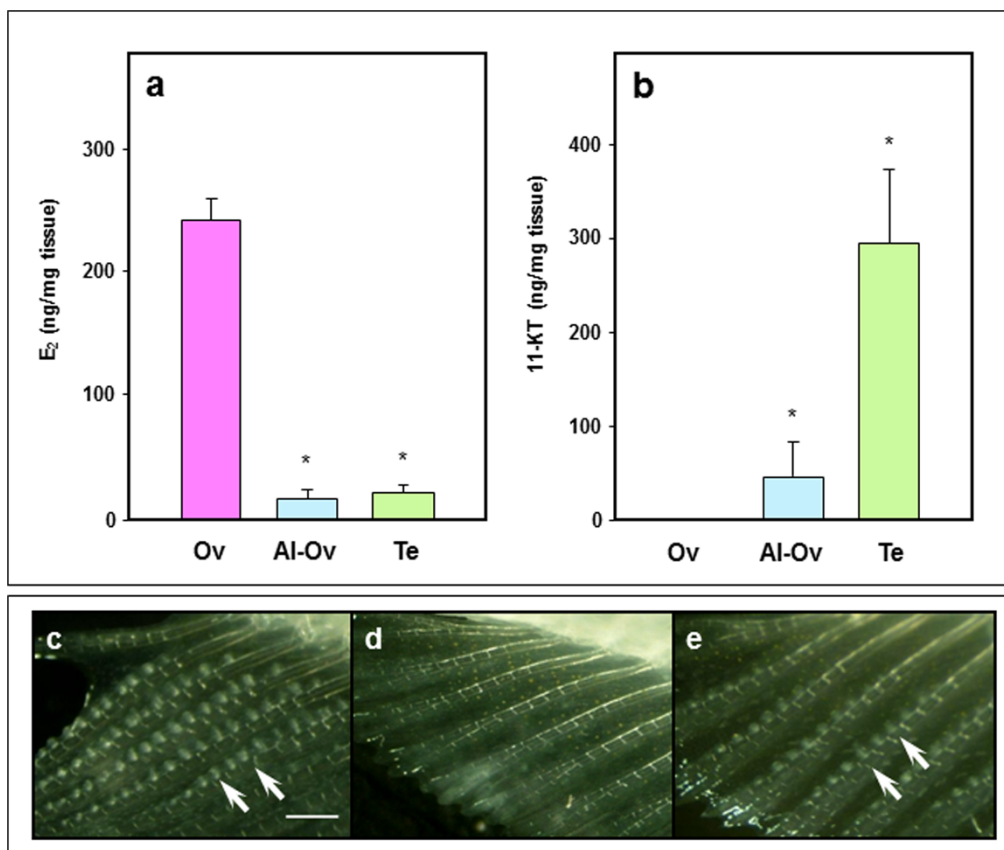 a
E₂ (ng/mg tissue)
300
200
100
0
*
*
Ov
AI-Ov
Te
b
11-KT (ng/mg tissue)
400
300
200
100
0
*
*
Ov
AI-Ov
Te
c
d
e